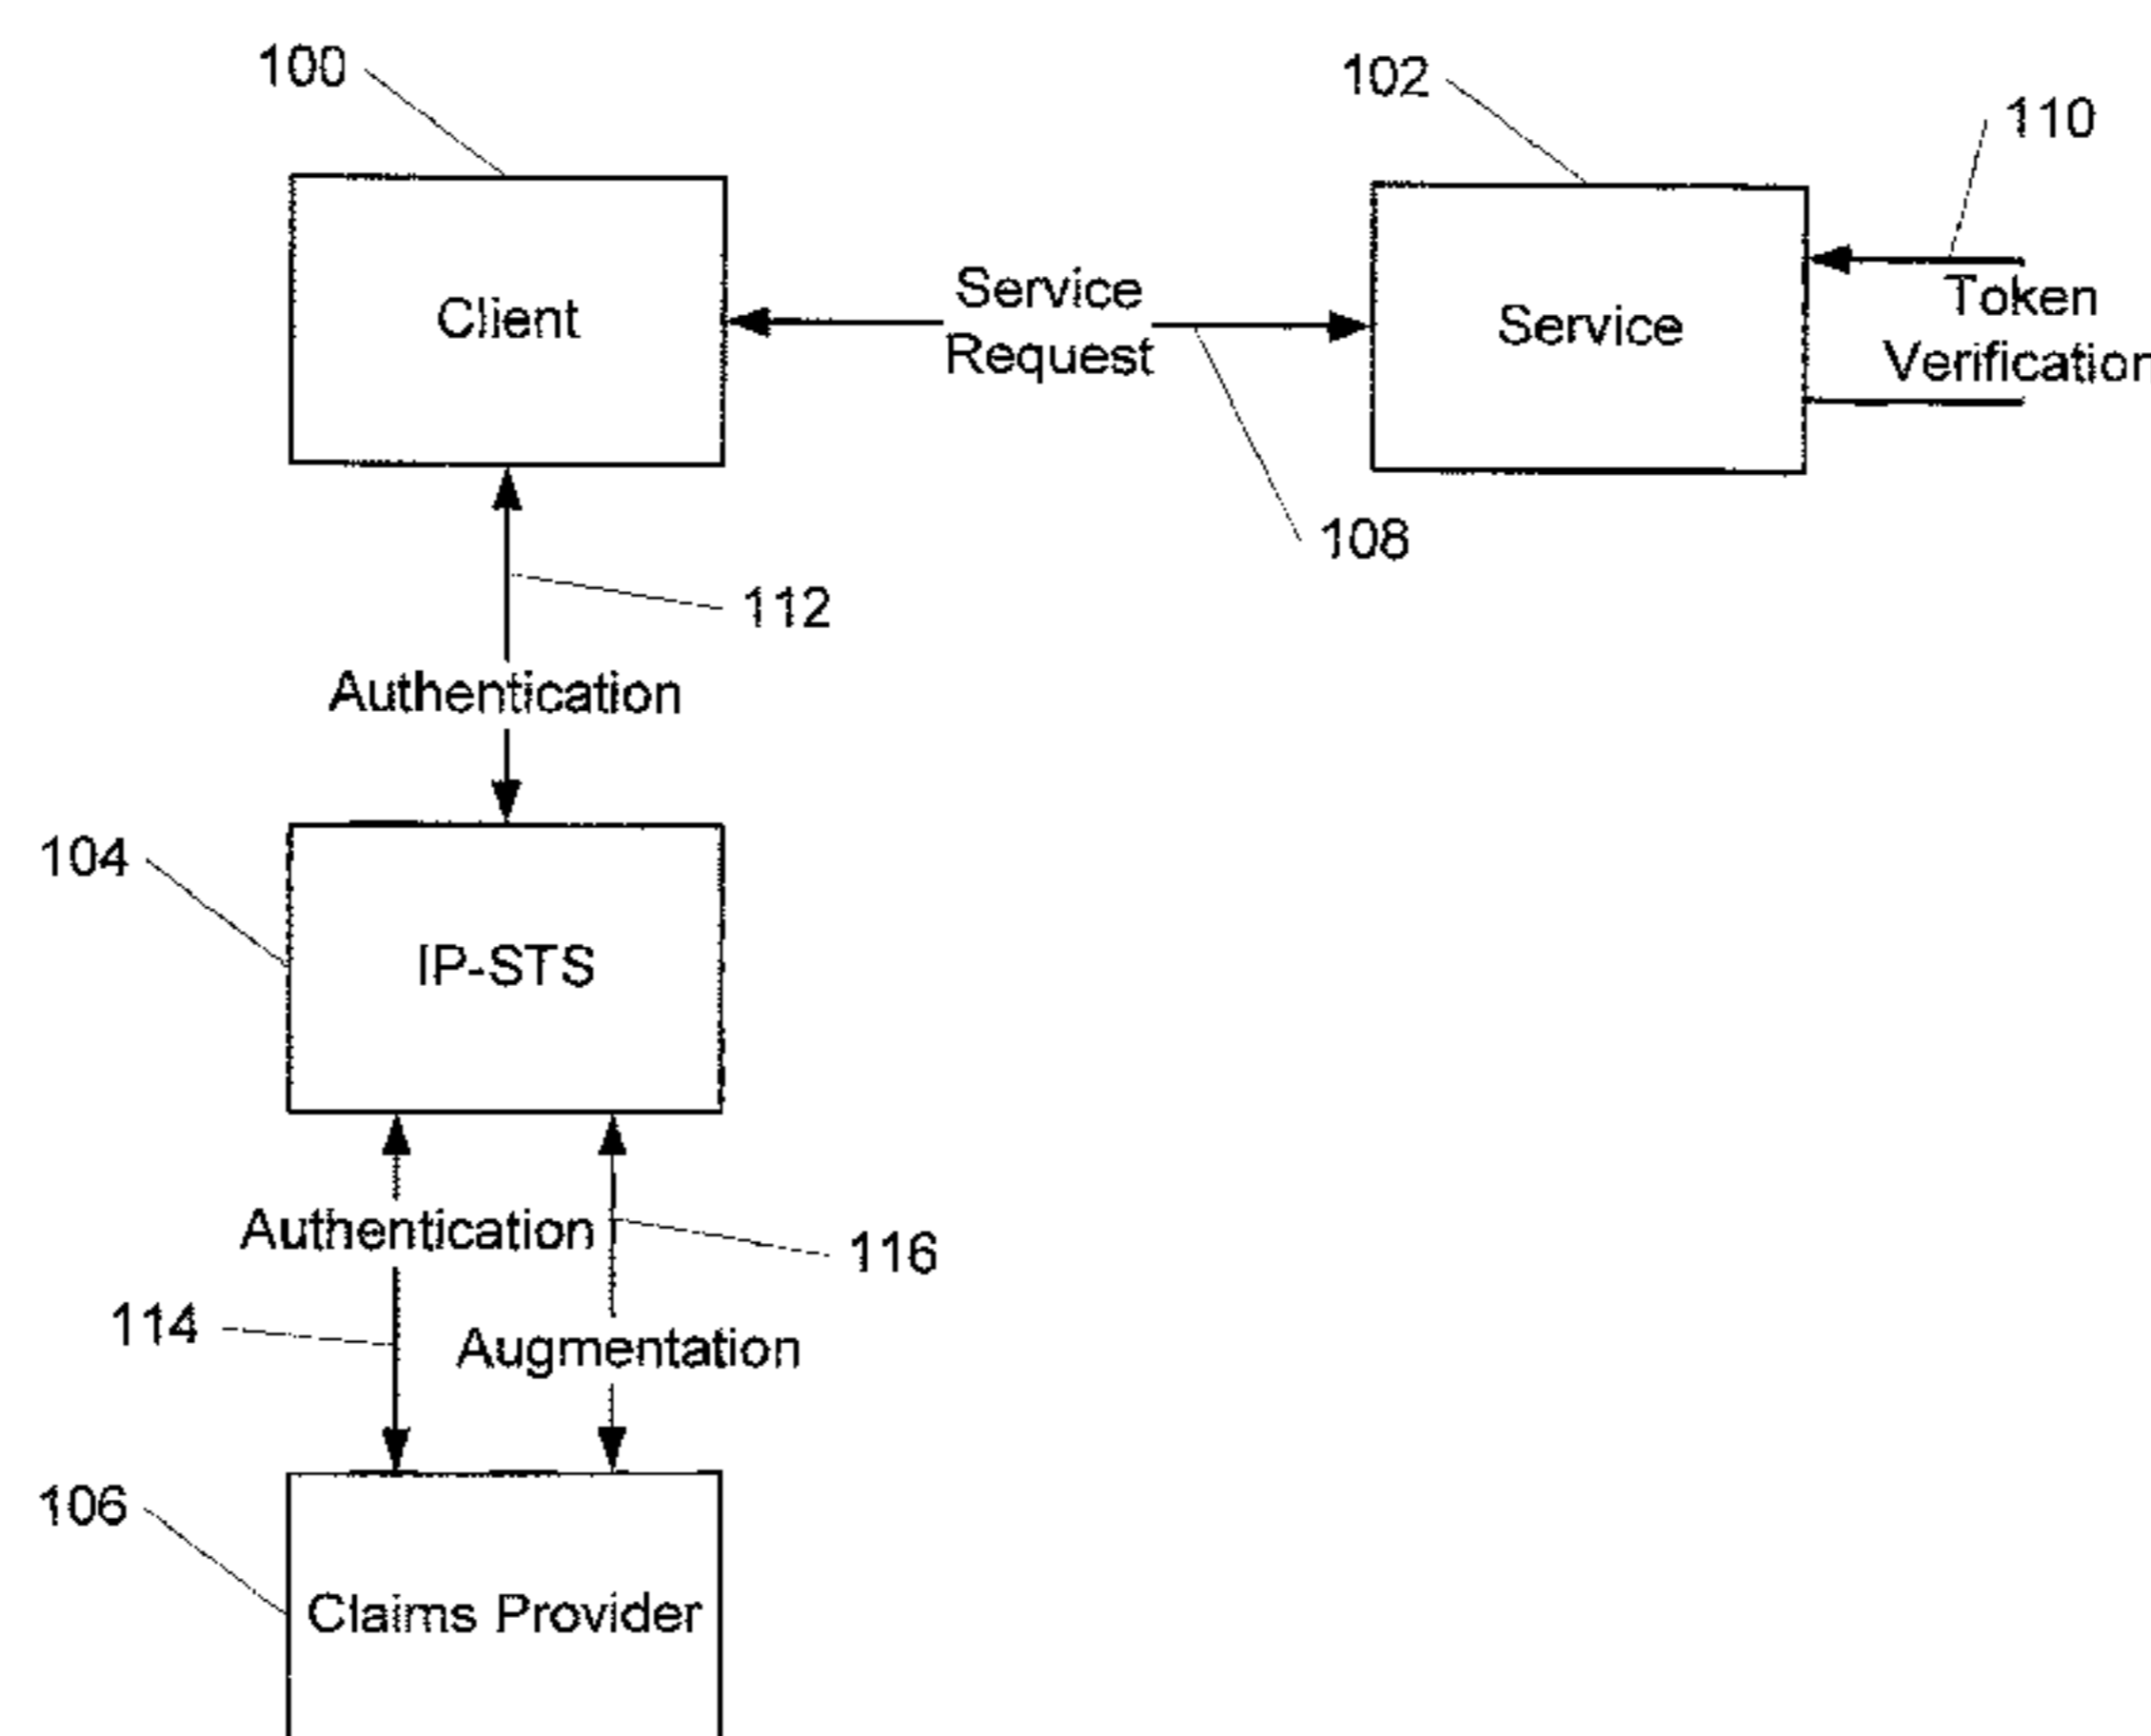 100
102
110
Client
Service
Request
Service
Token
Verification
108
112
Authentication
104
IP-STS
Authentication
116
114
Augmentation
106
Claims Provider